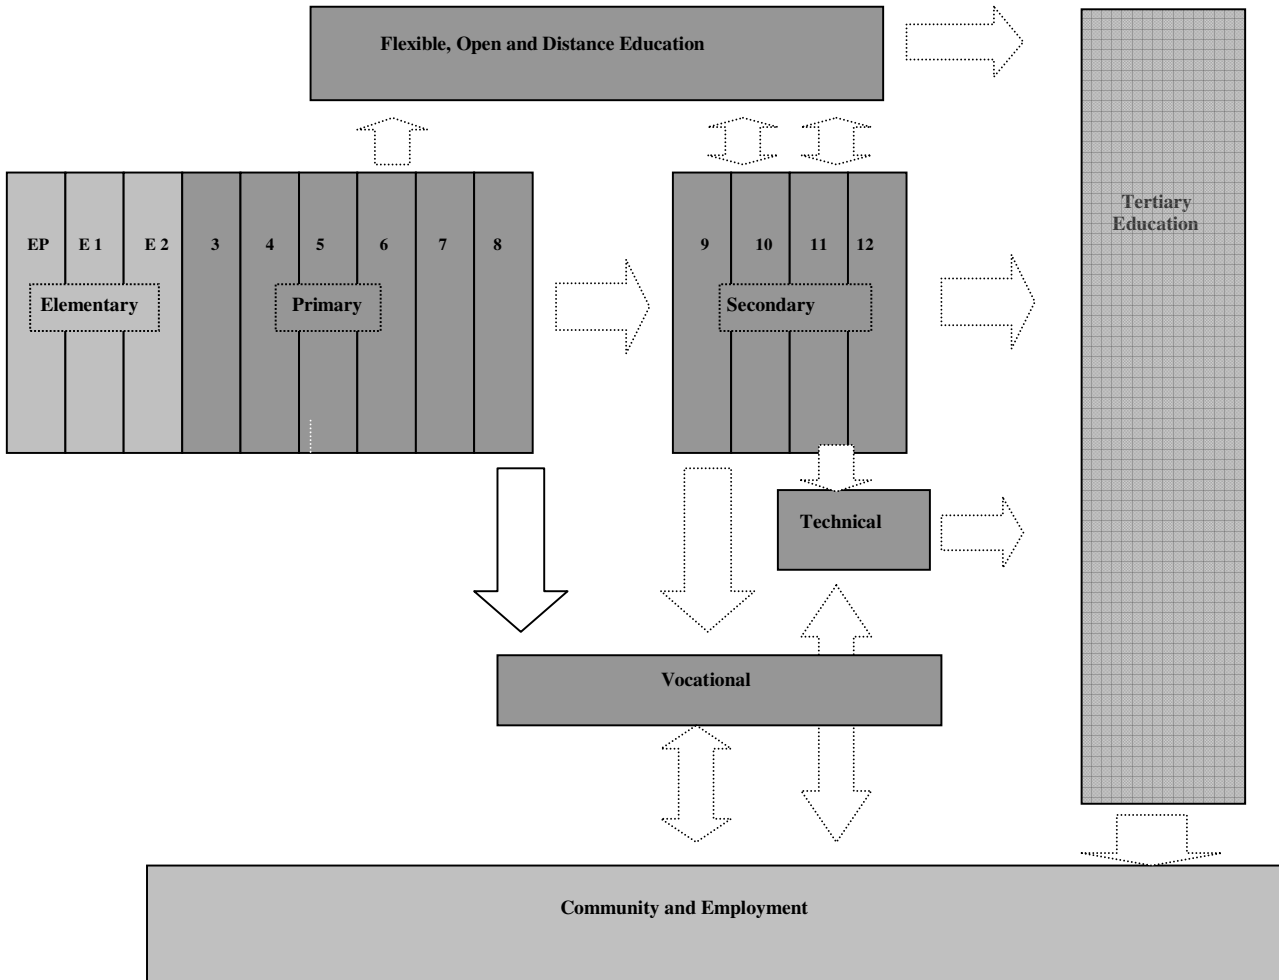 Flexible, Open and Distance Education
EP E 1 E 2 3 4 5 6 7 8
9 10 11 12
Elementary
Primary
Secondary
Tertiary
Education
Technical
Vocational
Community and Employment